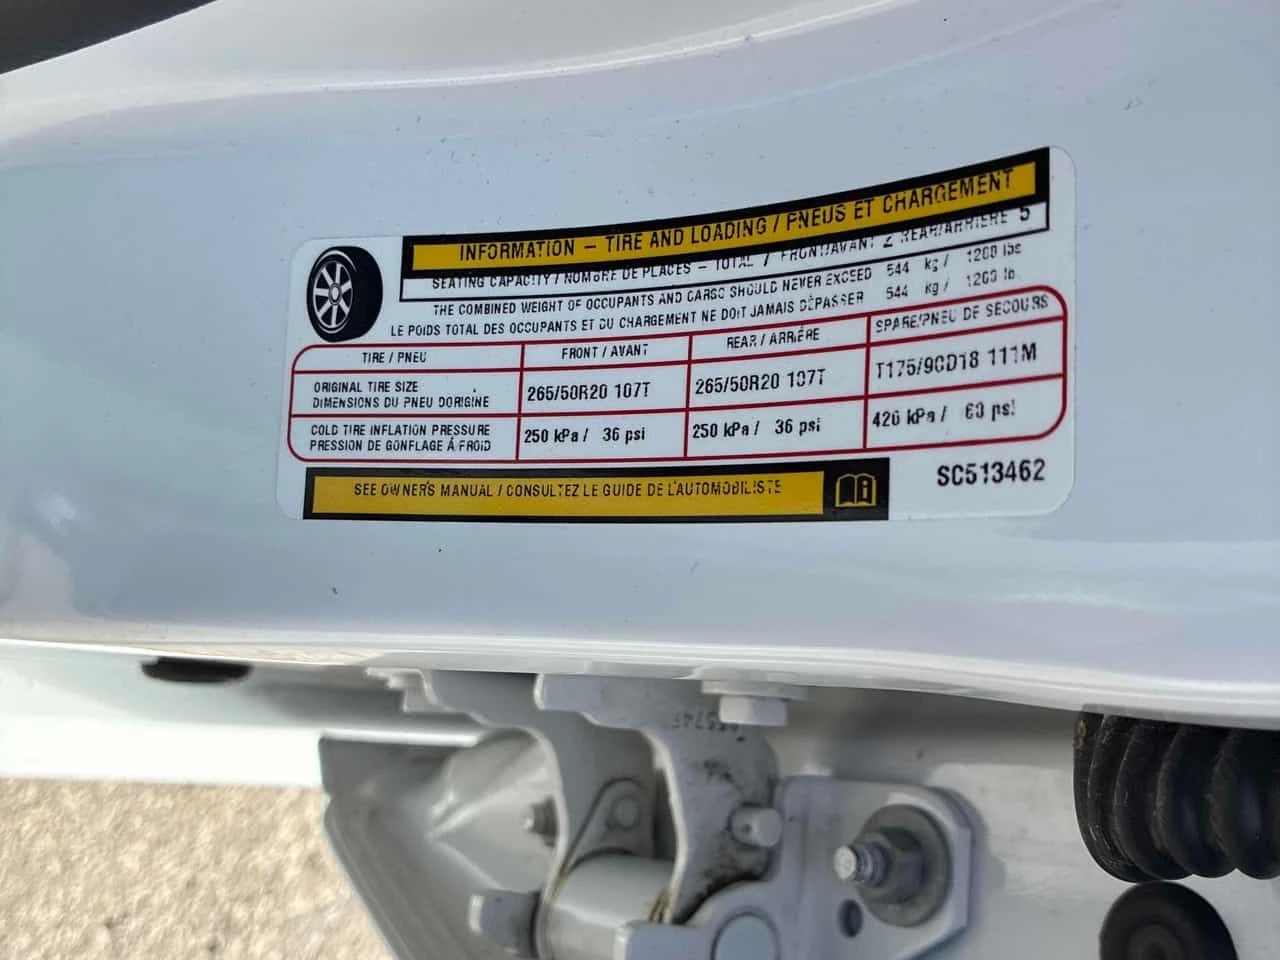 INFORMATION – TIRE AND LOADING / PNEUS ET CHARGEMENT
SEATING CAPACITY / NOMBRE DE PLACES – TOTAL 7 FRONT/AVANT 2 REAR/ARRIÈRE 5
THE COMBINED WEIGHT OF OCCUPANTS AND CARGO SHOULD NEVER EXCEED 544 kg / 1200 lbs
LE POIDS TOTAL DES OCCUPANTS ET DU CHARGEMENT NE DOIT JAMAIS DÉPASSER 544 kg / 1200 lb
TIRE / PNEU FRONT / AVANT REAR / ARRIÉRE SPARE/PNEU DE SECOURS
ORIGINAL TIRE SIZE
DIMENSIONS DU PNEU DORIGINE
265/50R20 107T 265/50R20 107T T175/90D18 111M
COLD TIRE INFLATION PRESSURE
PRESSION DE GONFLAGE À FROID
250 kPa / 36 psi 250 kPa / 36 psi 420 kPa / 60 psi
SEE OWNER'S MANUAL / CONSULTEZ LE GUIDE DE L'AUTOMOBILISTE
SC513462